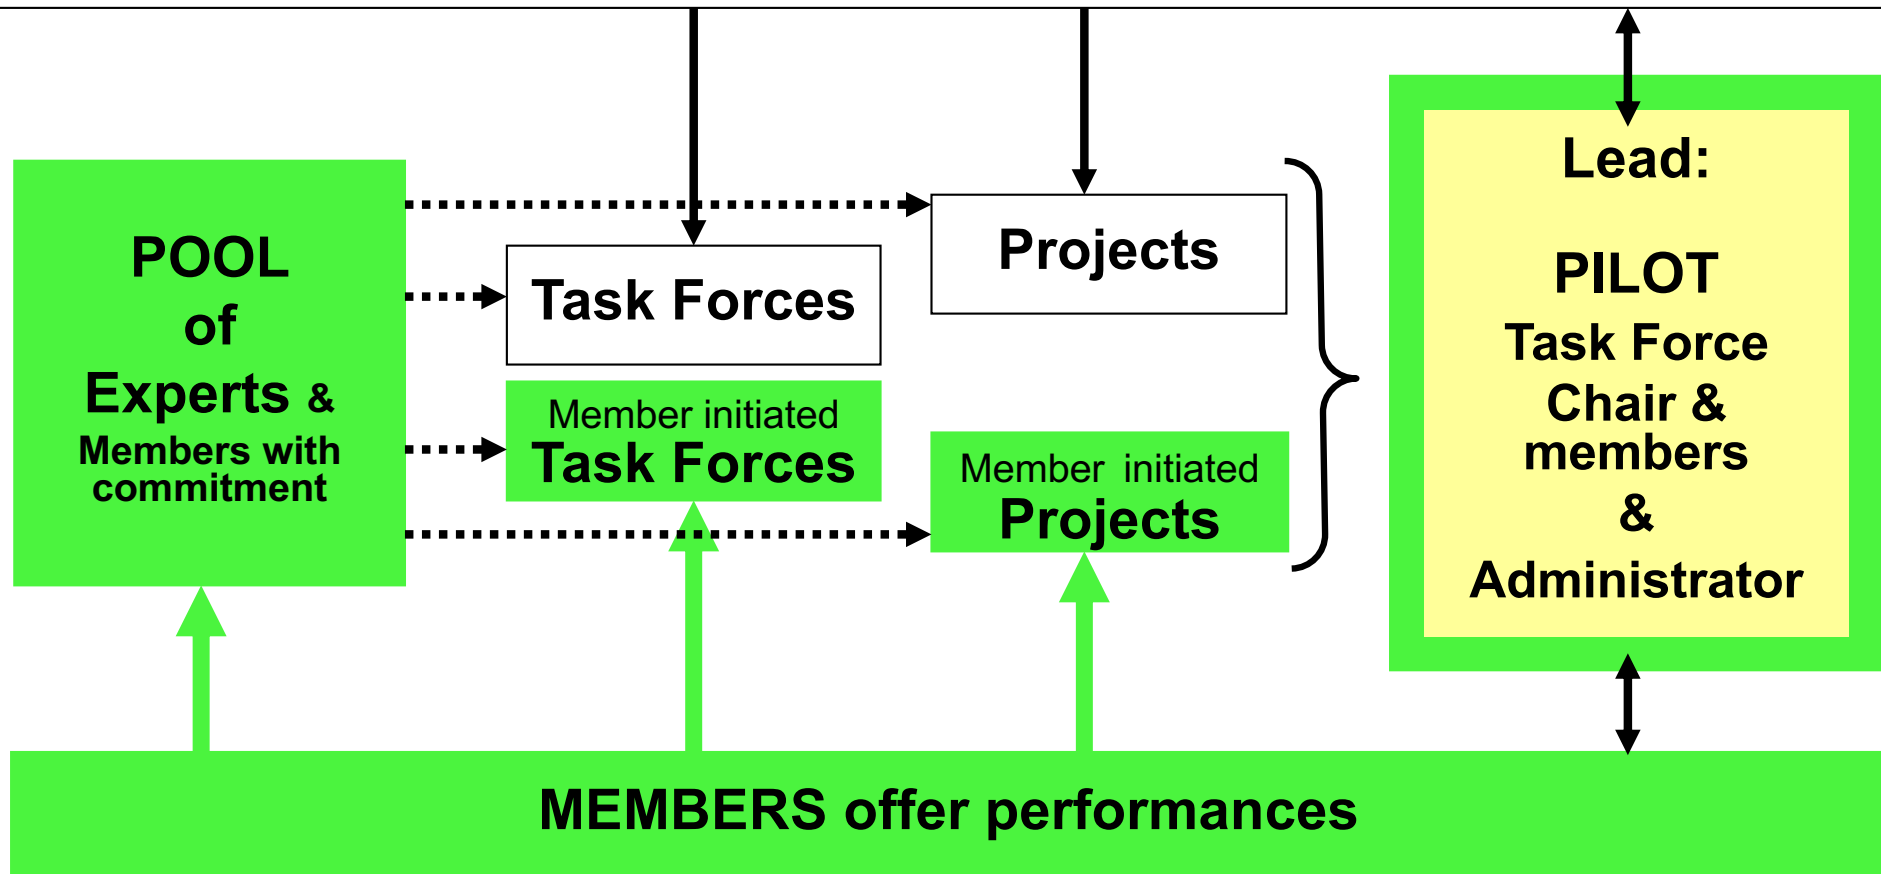 POOL
of
Experts &
Members with
commitment
Task Forces
Member initiated
Task Forces
Projects
Member initiated
Projects
Lead:
PILOT
Task Force
Chair &
members
&
Administrator
MEMBERS offer performances